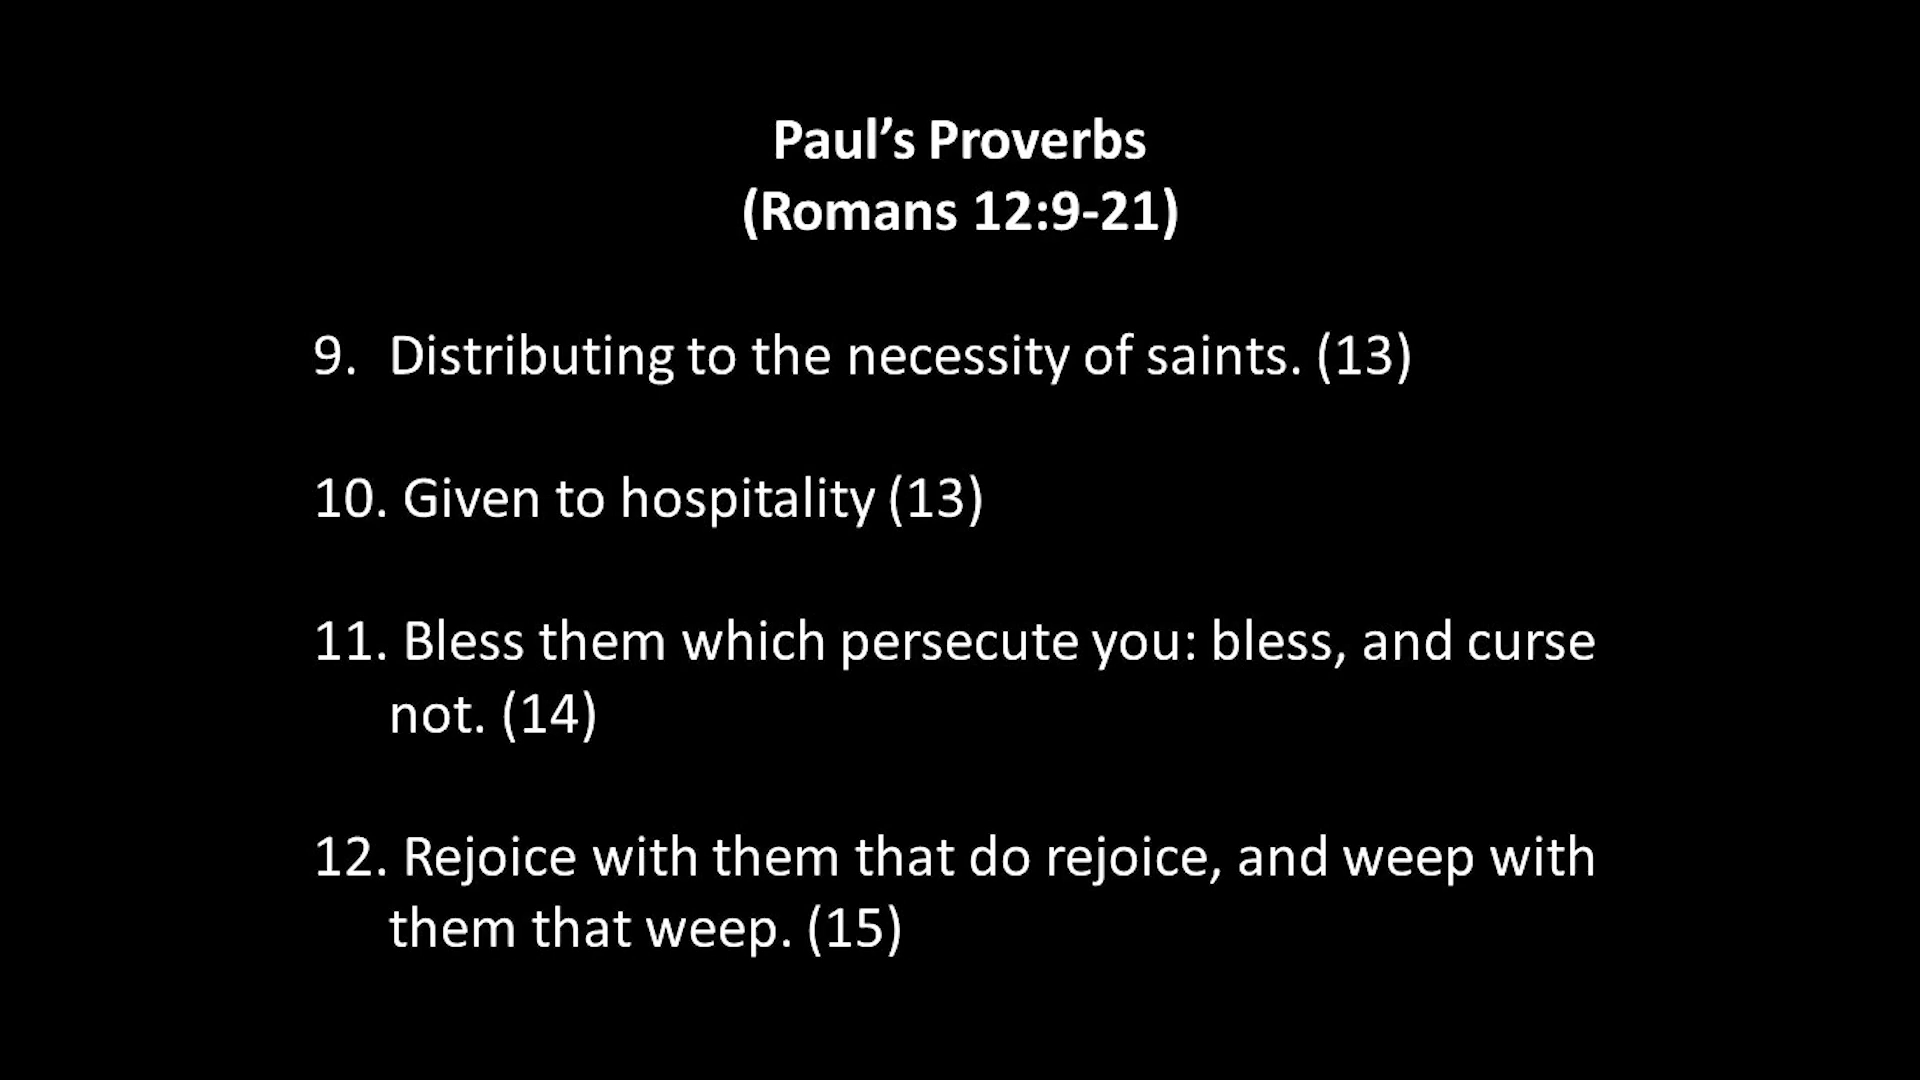 Paul’s Proverbs
(Romans 12:9-21)
9. Distributing to the necessity of saints. (13)
10. Given to hospitality (13)
11. Bless them which persecute you: bless, and curse
not. (14)
12. Rejoice with them that do rejoice, and weep with
them that weep. (15)